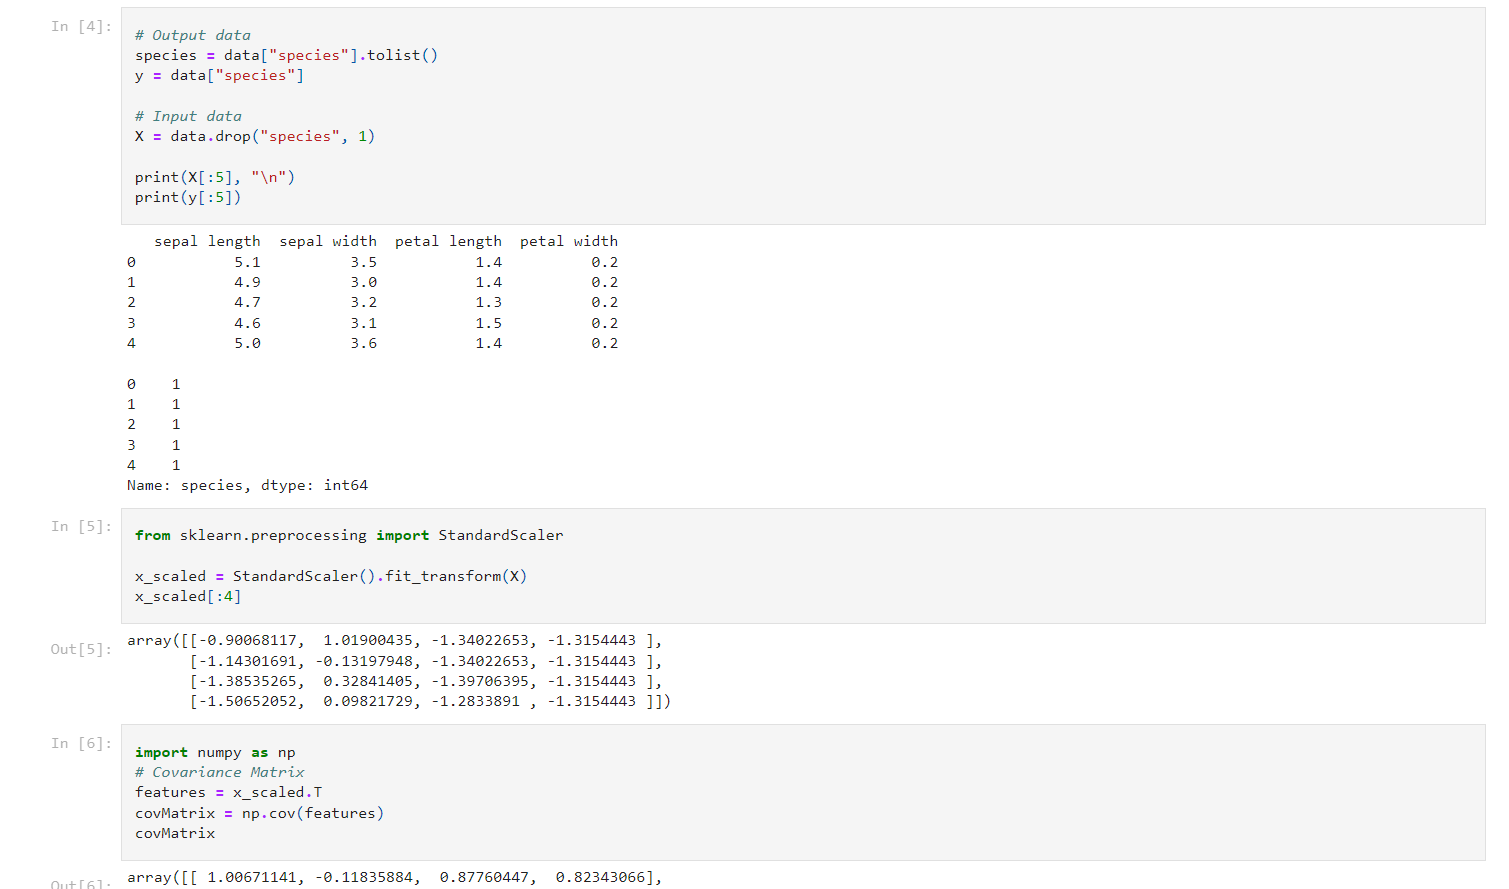 In [4]:
# Output data
species = data["species"].tolist()
y = data["species"]
# Input data
X = data.drop("species", 1)
print(X[:5], "\n")
print(y[:5])
sepal length  sepal width  petal length  petal width
0           5.1          3.5           1.4          0.2
1           4.9          3.0           1.4          0.2
2           4.7          3.2           1.3          0.2
3           4.6          3.1           1.5          0.2
4           5.0          3.6           1.4          0.2
0    1
1    1
2    1
3    1
4    1
Name: species, dtype: int64
In [5]:
from sklearn.preprocessing import StandardScaler
x_scaled = StandardScaler().fit_transform(X)
x_scaled[:4]
Out[5]:
array([[-0.90068117,  1.01900435, -1.34022653, -1.3154443 ],
[-1.14301691, -0.13197948, -1.34022653, -1.3154443 ],
[-1.38535265,  0.32841405, -1.39706395, -1.3154443 ],
[-1.50652052,  0.09821729, -1.2833891 , -1.3154443 ]])
In [6]:
import numpy as np
# Covariance Matrix
features = x_scaled.T
covMatrix = np.cov(features)
covMatrix
Out[6]:
array([[ 1.00671141, -0.11835884,  0.87760447,  0.82343066],